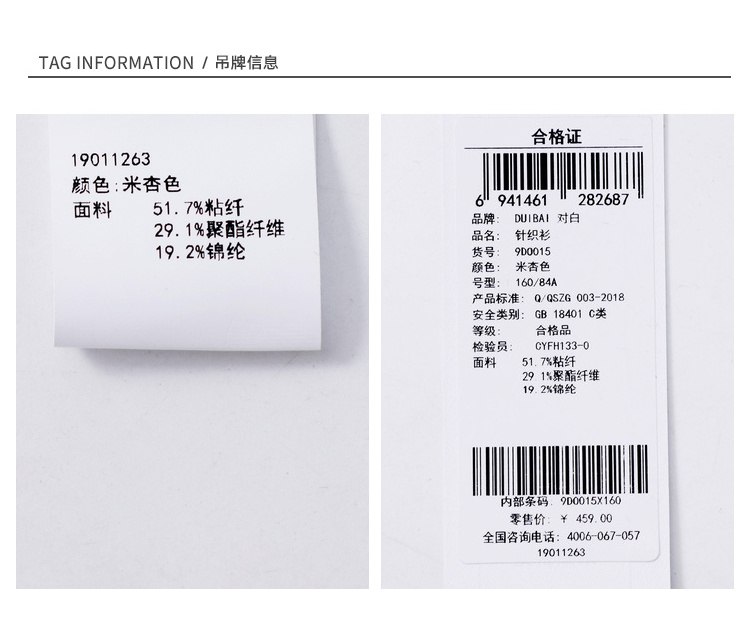 TAG INFORMATION / 吊牌信息
19011263
颜色:米杏色
面料 51.7%粘纤
29.1%聚酯纤维
19.2%锦纶
合格证
6 941461 282687
品牌: DUIBAI 对白
品名: 针织衫
货号: 9D0015
颜色: 米杏色
号型: 160/84A
产品标准: Q/QSZG 003-2018
安全类别: GB 18401 C类
等级: 合格品
检验员: CYFH133-0
面料 51.7%粘纤
29.1%聚酯纤维
19.2%锦纶
内部条码: 9D0015X160
零售价: ¥ 459.00
全国咨询电话: 4006-067-057
19011263